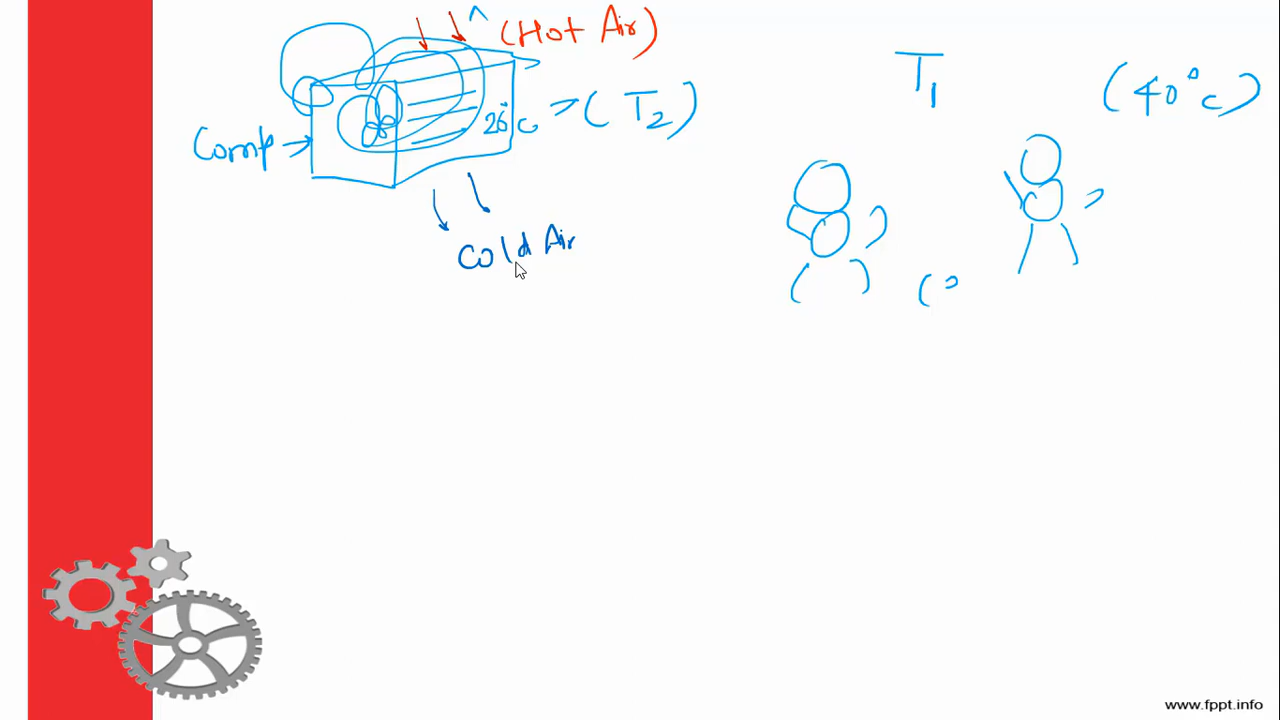 (Hot Air)
T1
(40°C)
26°C
(T2)
Comp
Cold Air
www.fppt.info